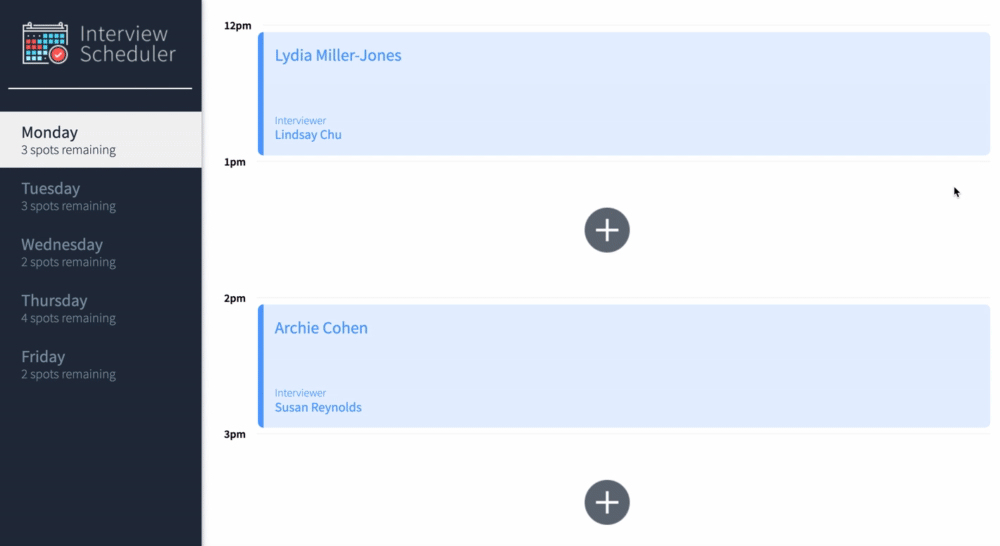 Interview
Scheduler
Monday
3 spots remaining
Tuesday
3 spots remaining
Wednesday
2 spots remaining
Thursday
4 spots remaining
Friday
2 spots remaining
12pm
Lydia Miller-Jones
Interviewer
Lindsay Chu
1pm
2pm
Archie Cohen
Interviewer
Susan Reynolds
3pm